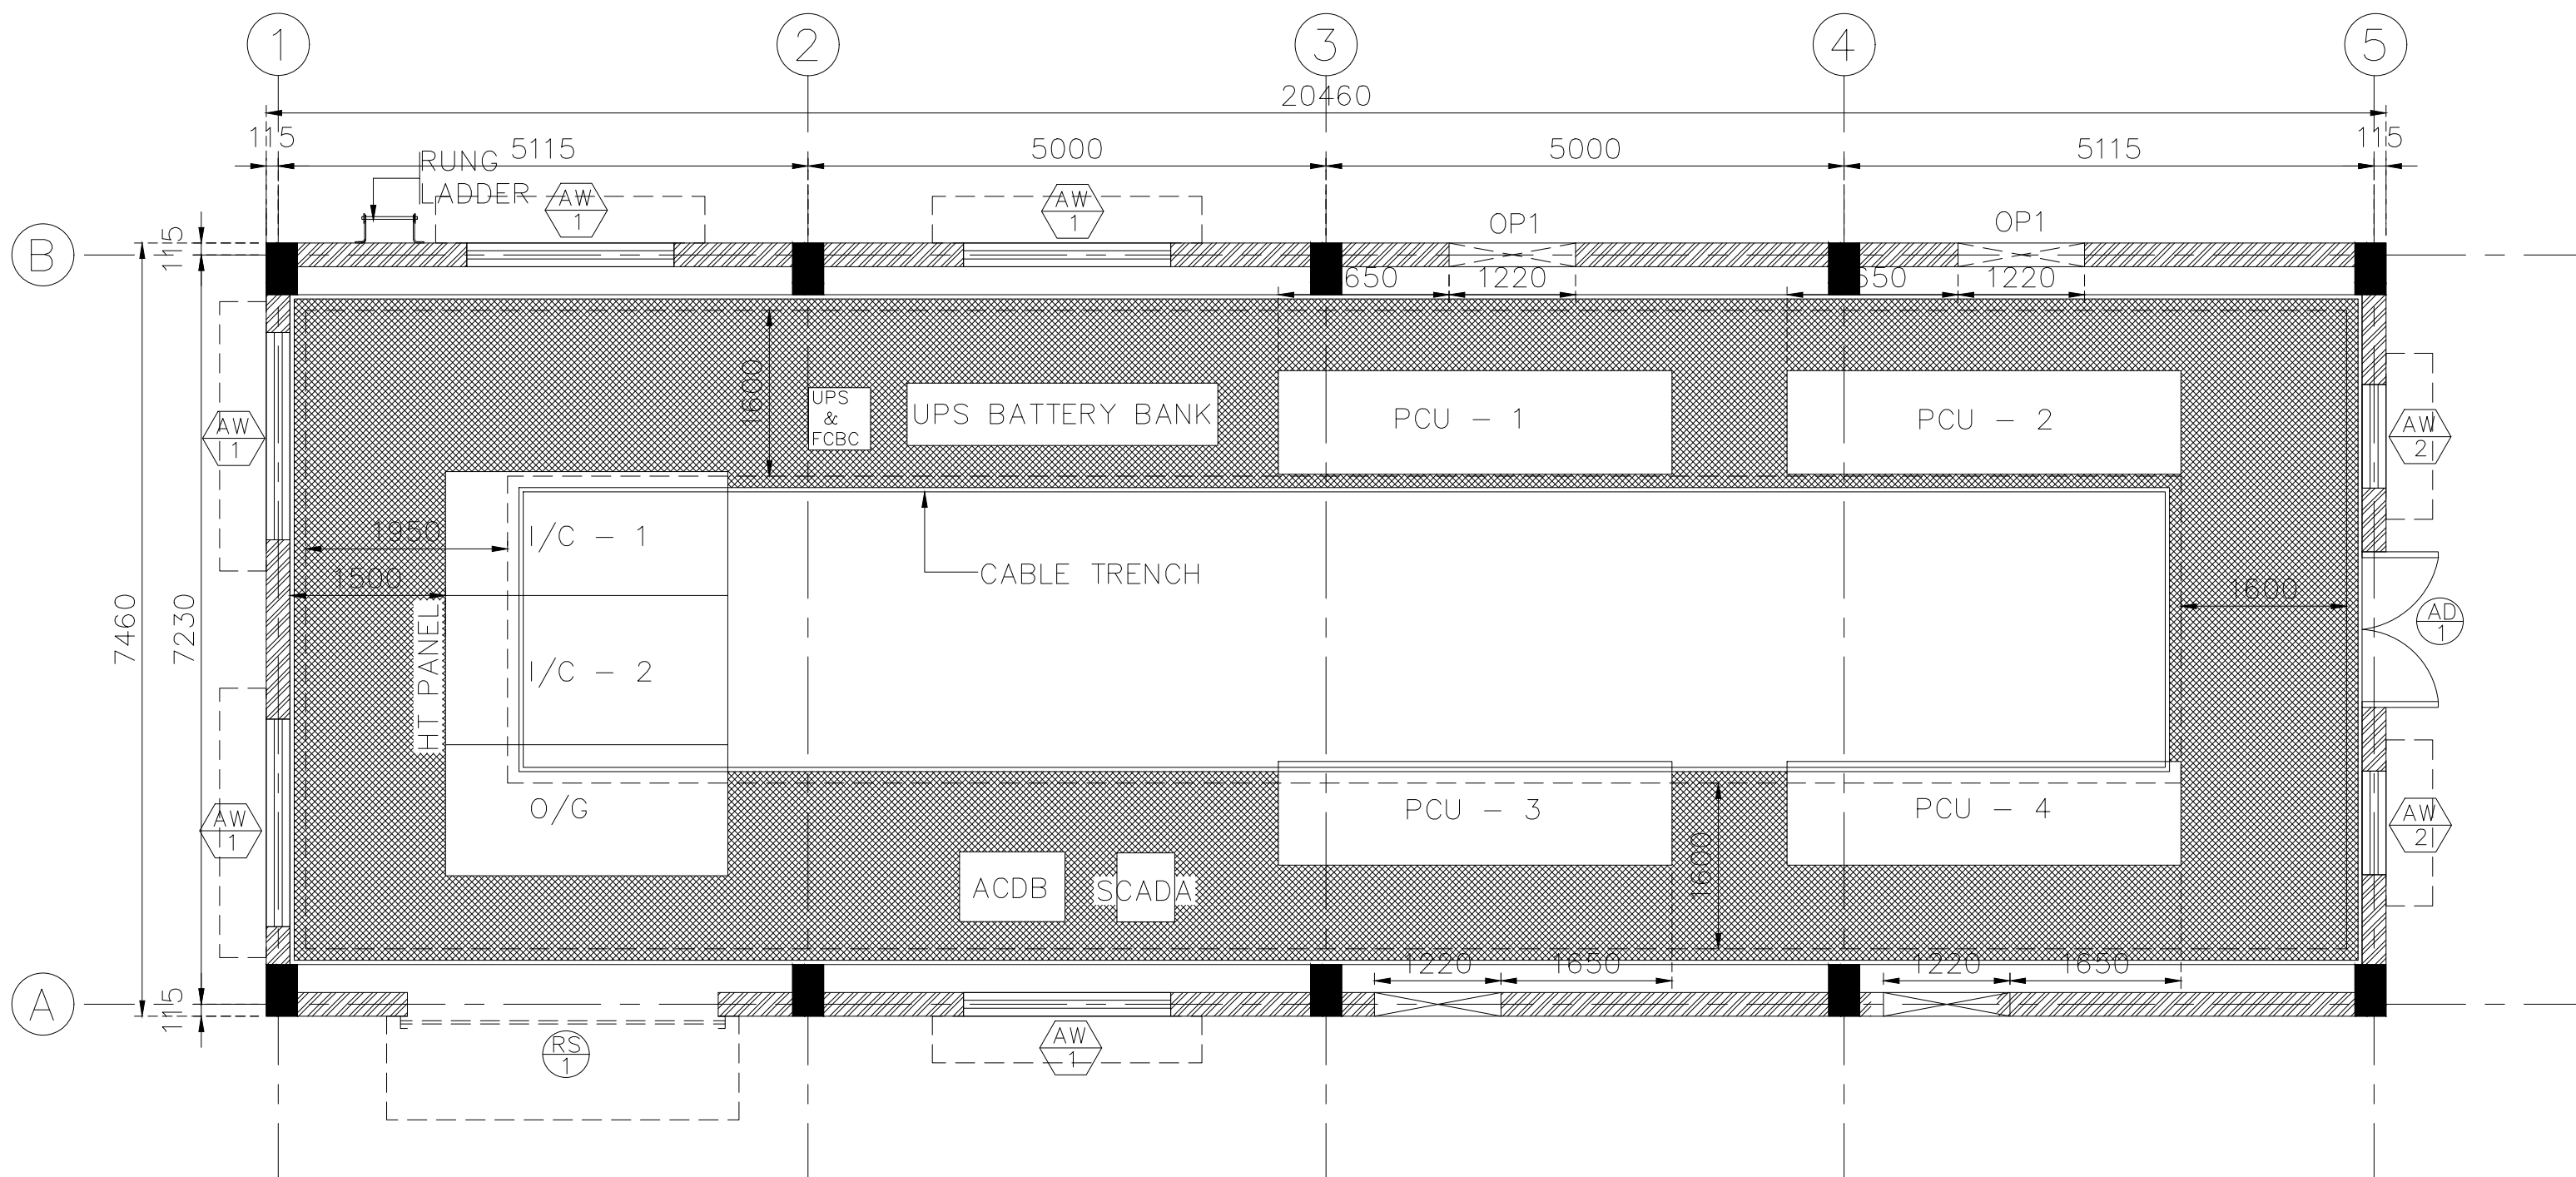 1
2
3
4
5
20460
115
5115
5000
5000
5115
115
RUNG
LADDER
AW
1
AW
1
OP1
OP1
B
115
650
1220
650
1220
1600
UPS
&
FCBC
UPS BATTERY BANK
PCU - 1
PCU - 2
AW
1
AW
2
1950
I/C - 1
1500
CABLE TRENCH
1600
7460
7230
HT PANEL
I/C - 2
AD
1
O/G
PCU - 3
PCU - 4
AW
1
AW
2
1600
ACDB
SCADA
1220
1650
1220
1650
A
115
RS
1
AW
1